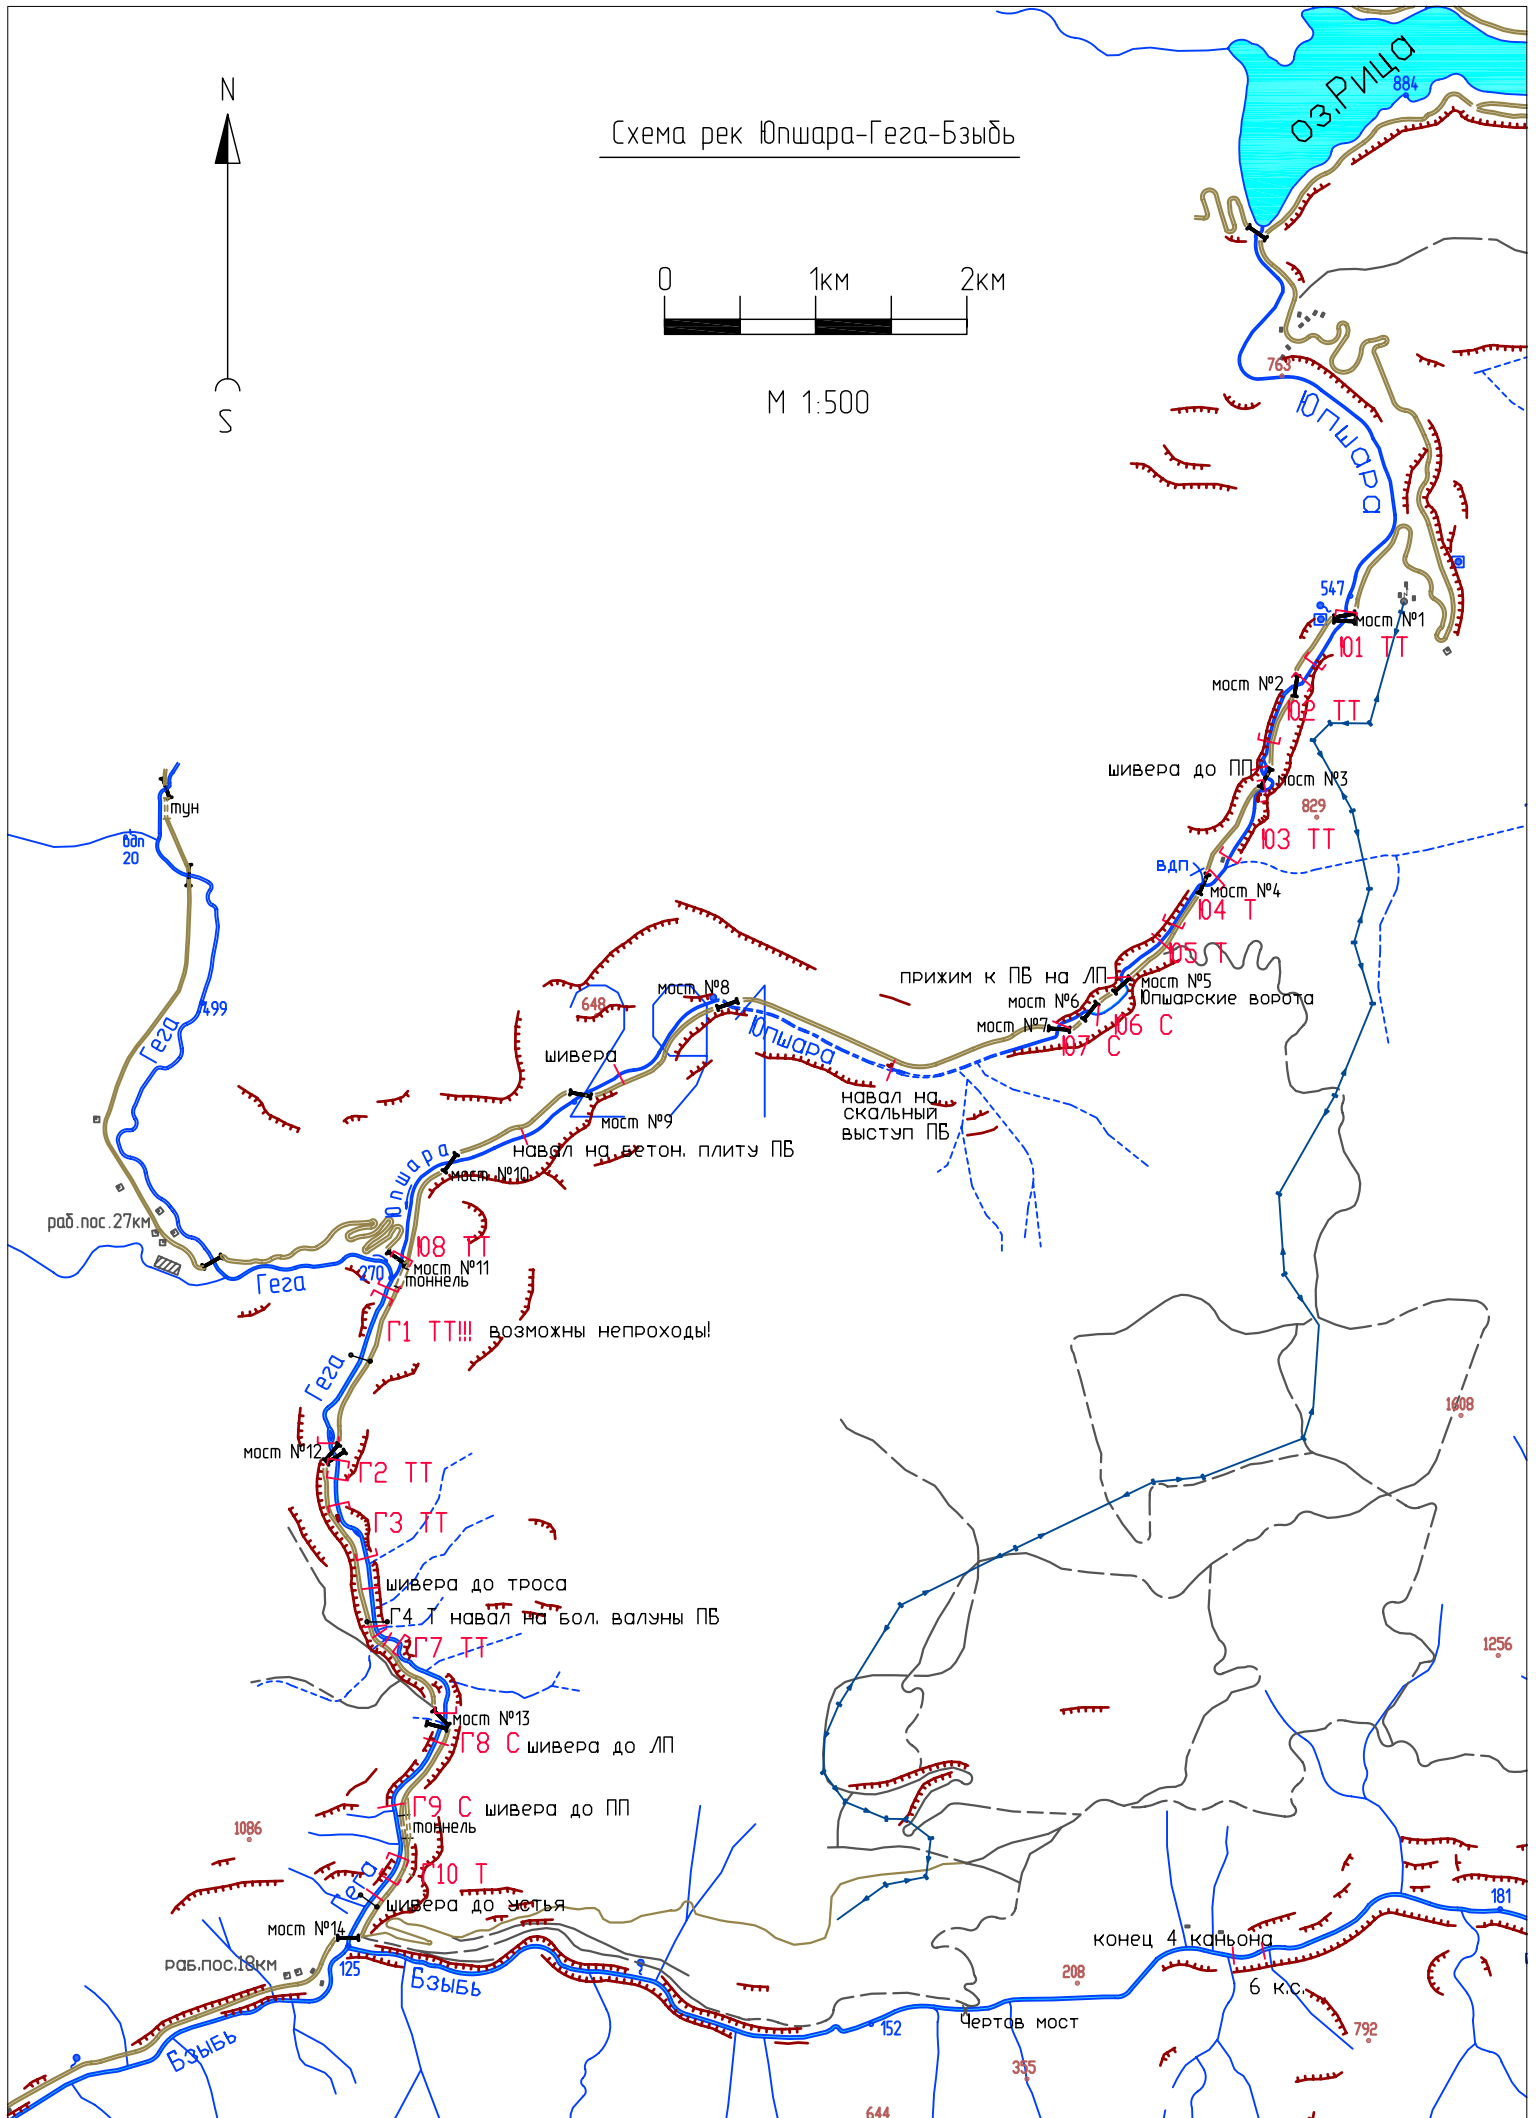 N
S
Схема рек Юпшара-Гега-Бзыбь
0
1км
2км
М 1:500
оз.Рица
884
763
Юпшара
547
мост №1
Ю1 ТТ
мост №2
Ю2 ТТ
шивера до ПП
мост №3
829
Ю3 ТТ
вдп
мост №4
Ю4 Т
Ю5 Т
прижим к ПБ на ЛП
мост №5
Юпшарские ворота
мост №6
Ю6 С
мост №7
Ю7 С
тун
вдп
20
499
Гега
648
мост №8
Юпшара
навал на
скальный
выступ ПБ
шивера
мост №9
навал на бетон. плиту ПБ
мост №10
Юпшара
раб.пос.27км
Гега
270
Ю8 ТТ
мост №11
тоннель
Г1 ТТ!!! возможны непроходы!
Гега
мост №12
Г2 ТТ
Г3 ТТ
1608
шивера до троса
Г4 Т навал на бол. валуны ПБ
Г7 ТТ
1256
мост №13
Г8 С шивера до ЛП
Г9 С шивера до ПП
тоннель
1086
Г10 Т
Гега
шивера до устья
мост №14
раб.пос.18км
125
Бзыбь
181
конец 4 каньона
6 к.с.
208
Чертов мост
152
792
Бзыбь
355
644